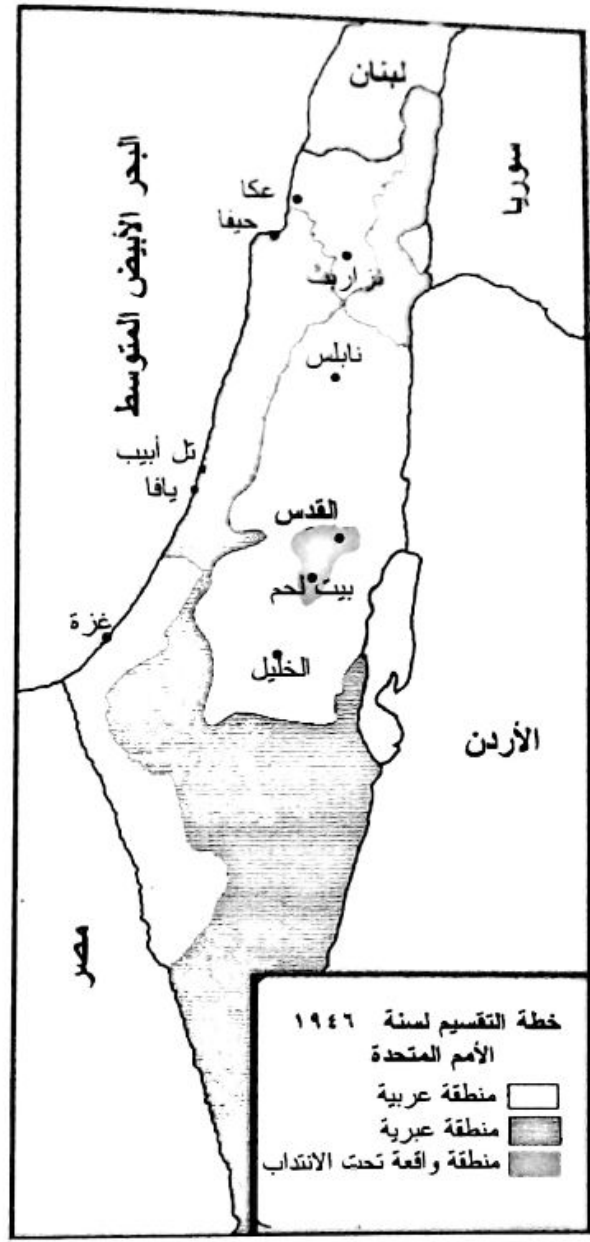 لبنان
سوريا
البحر الأبيض المتوسط
عكا
حيفا
نزاريث
نابلس
تل أبيب
يافا
القدس
بيت لحم
غزة
الخليل
الأردن
مصر
خطة التقسيم لسنة ١٩٤٦
الأمم المتحدة
منطقة عربية
منطقة عبرية
منطقة واقعة تحت الانتداب